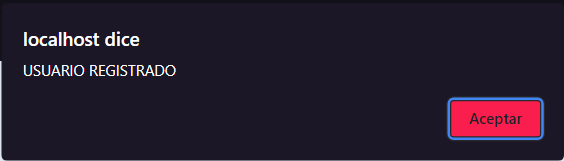 localhost dice
USUARIO REGISTRADO
Aceptar